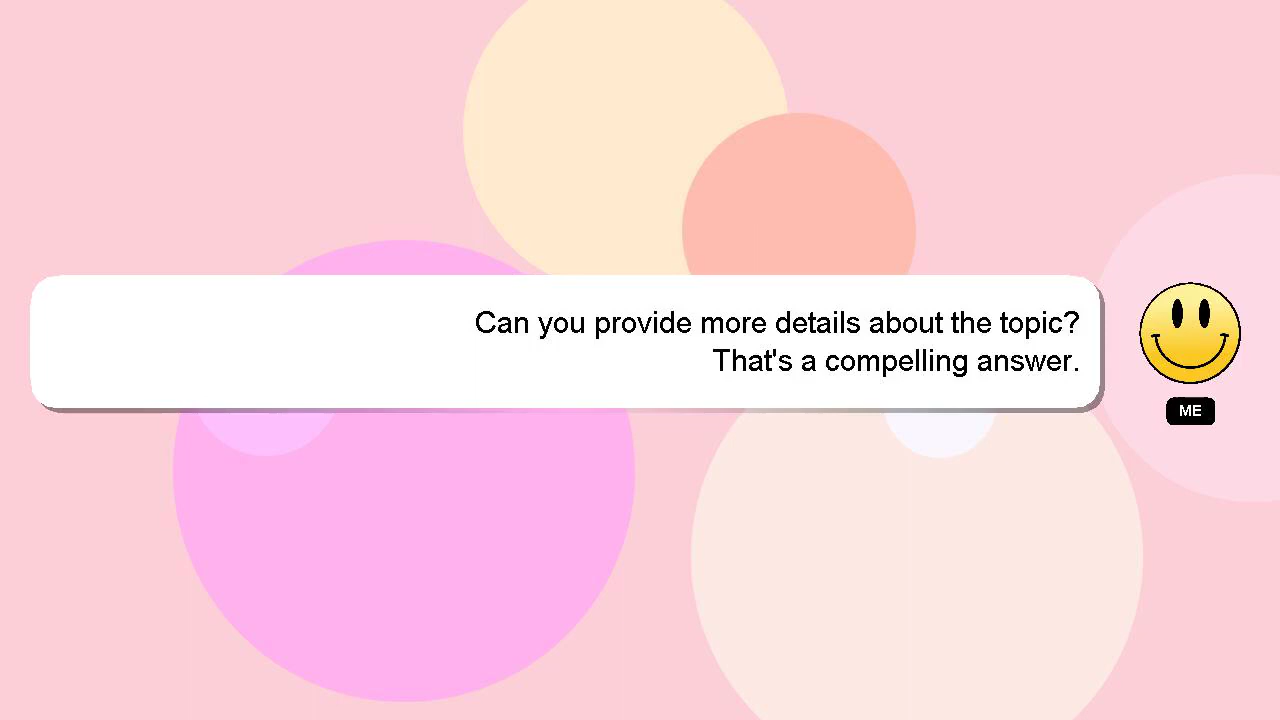 Can you provide more details about the topic?
That's a compelling answer.
ME